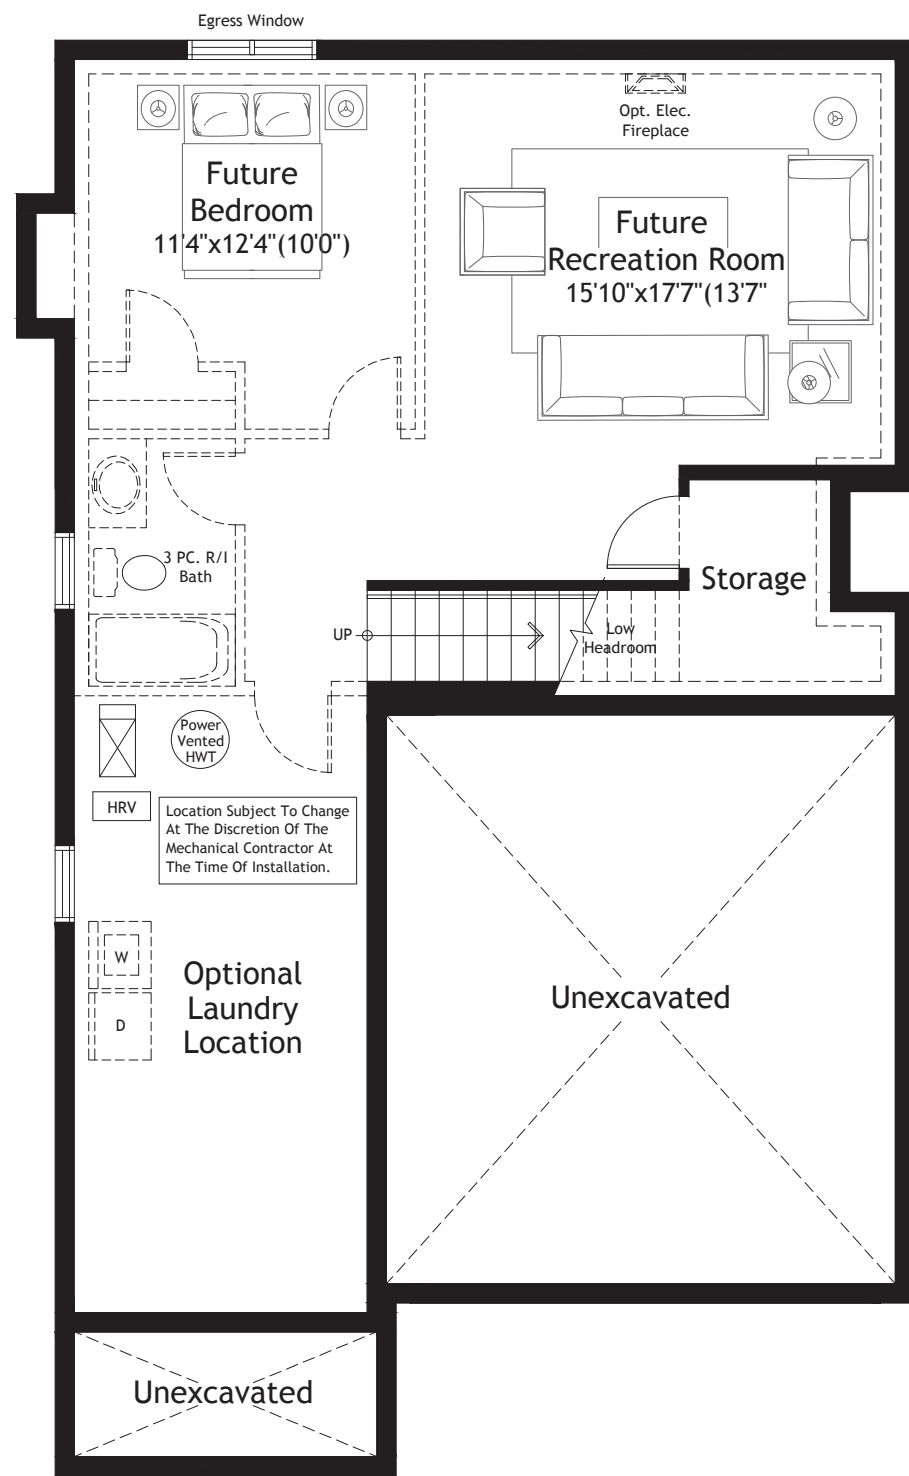 Egress Window
Opt. Elec.
Fireplace
Future
Bedroom
11'4"x12'4"(10'0")
Future
Recreation Room
15'10"x17'7"(13'7"
3 PC. R/I
Bath
Storage
UP
Low
Headroom
Power
Vented
HWT
HRV
Location Subject To Change
At The Discretion Of The
Mechanical Contractor At
The Time Of Installation.
W
D
Optional
Laundry
Location
Unexcavated
Unexcavated